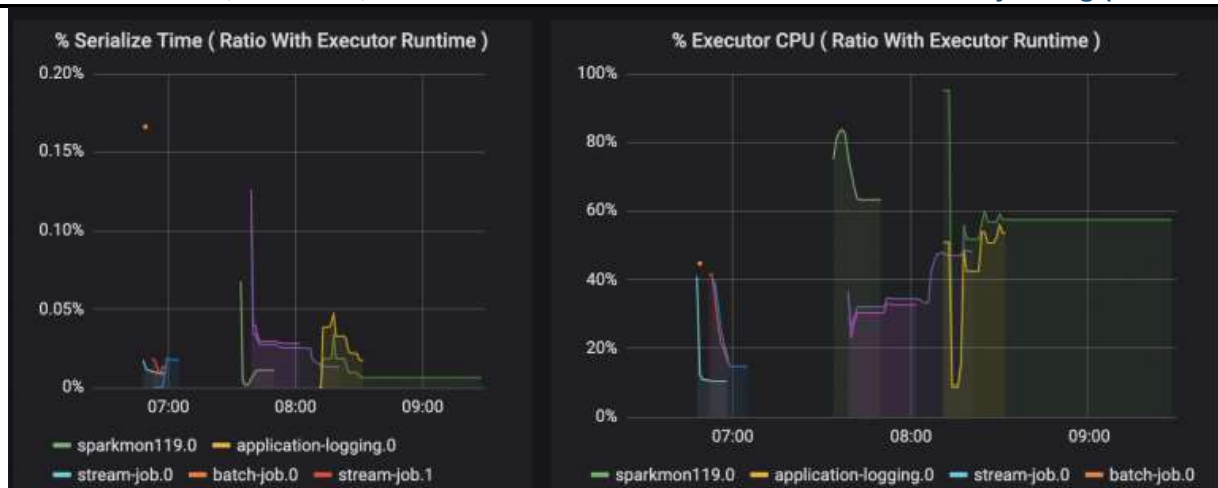 % Serialize Time ( Ratio With Executor Runtime )
0.20%
0.15%
0.10%
0.05%
0%
07:00 08:00 09:00
sparkmon119.0 application-logging.0
stream-job.0 batch-job.0 stream-job.1
% Executor CPU ( Ratio With Executor Runtime )
100%
80%
60%
40%
20%
0%
07:00 08:00 09:00
sparkmon119.0 application-logging.0 stream-job.0 batch-job.0